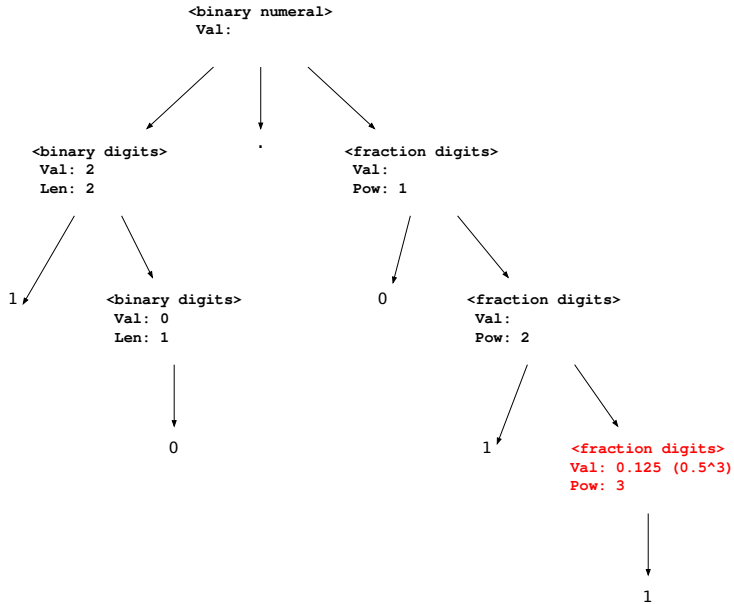 <binary numeral>
Val:
<binary digits>
Val: 2
Len: 2
.
<fraction digits>
Val:
Pow: 1
1
<binary digits>
Val: 0
Len: 1
0
<fraction digits>
Val:
Pow: 2
0
1
<fraction digits>
Val: 0.125 (0.5^3)
Pow: 3
1